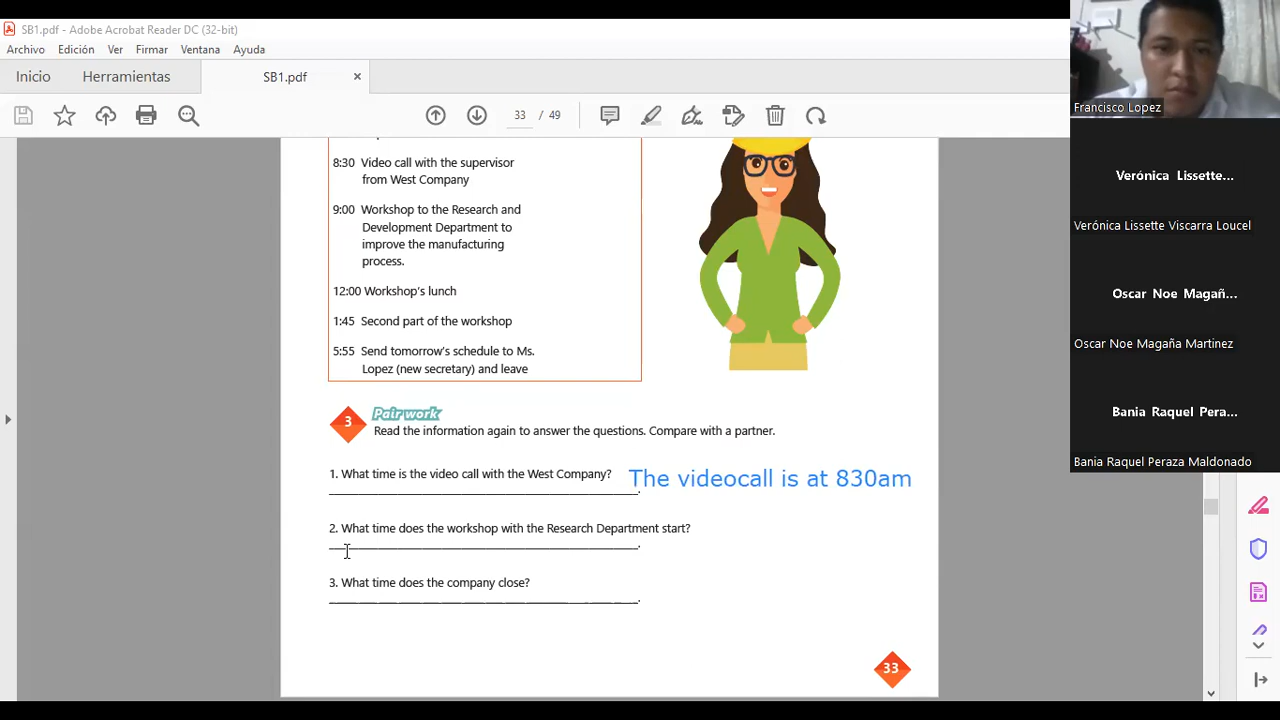 SB1.pdf - Adobe Acrobat Reader DC (32-bit)
Archivo Edición Ver Firmar Ventana Ayuda
Inicio Herramientas SB1.pdf ×
33 / 49
8:30 Video call with the supervisor
from West Company
9:00 Workshop to the Research and
Development Department to
improve the manufacturing
process.
12:00 Workshop's lunch
1:45 Second part of the workshop
5:55 Send tomorrow's schedule to Ms.
Lopez (new secretary) and leave
3 Pair work
Read the information again to answer the questions. Compare with a partner.
1. What time is the video call with the West Company? The videocall is at 830am
2. What time does the workshop with the Research Department start?
3. What time does the company close?
33
Francisco Lopez
Verónica Lissette...
Verónica Lissette Viscarra Loucel
Oscar Noe Magañ...
Oscar Noe Magaña Martinez
Bania Raquel Pera...
Bania Raquel Peraza Maldonado